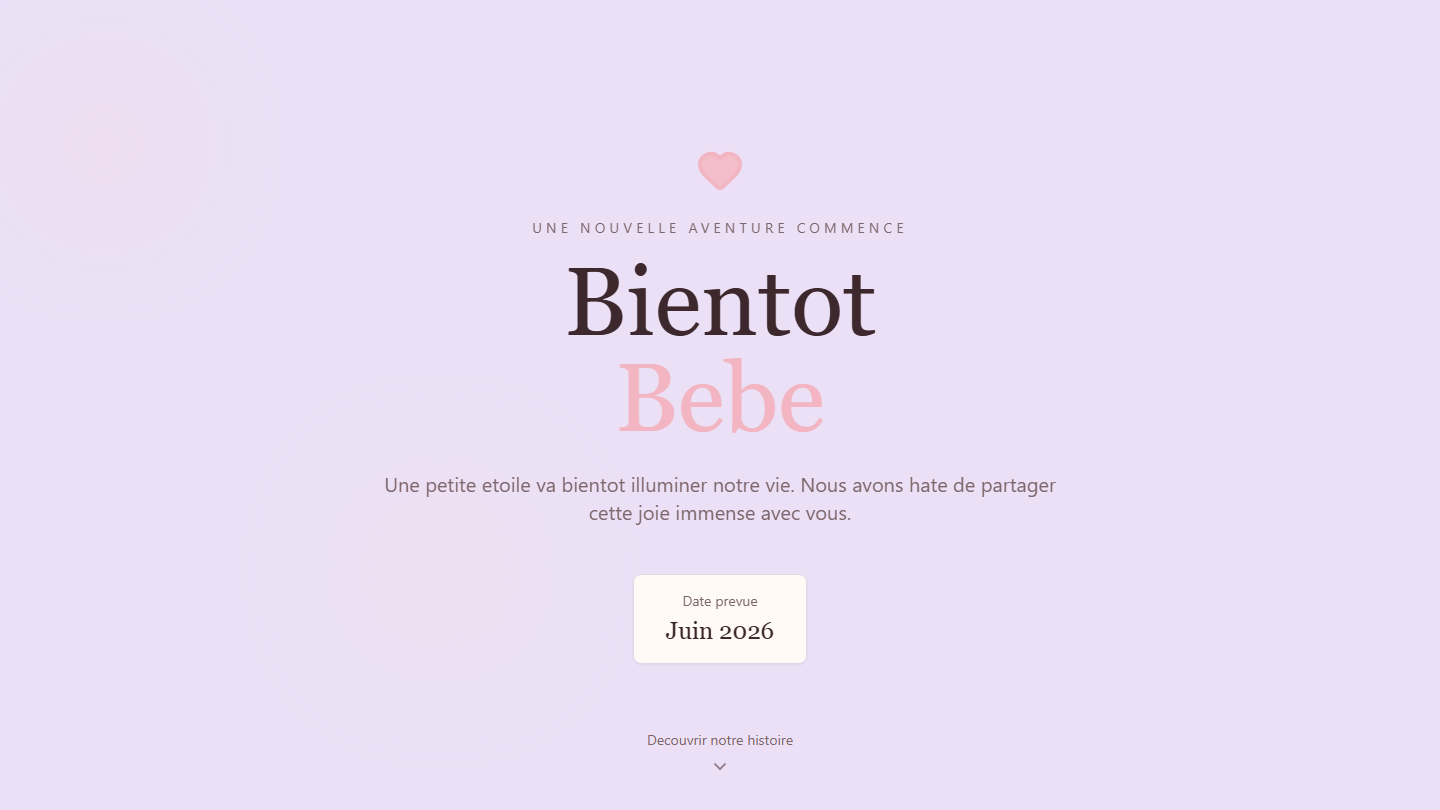 UNE NOUVELLE AVENTURE COMMENCE
Bientot
Bebe
Une petite etoile va bientot illuminer notre vie. Nous avons hate de partager
cette joie immense avec vous.
Date prevue
Juin 2026
Decouvrir notre histoire